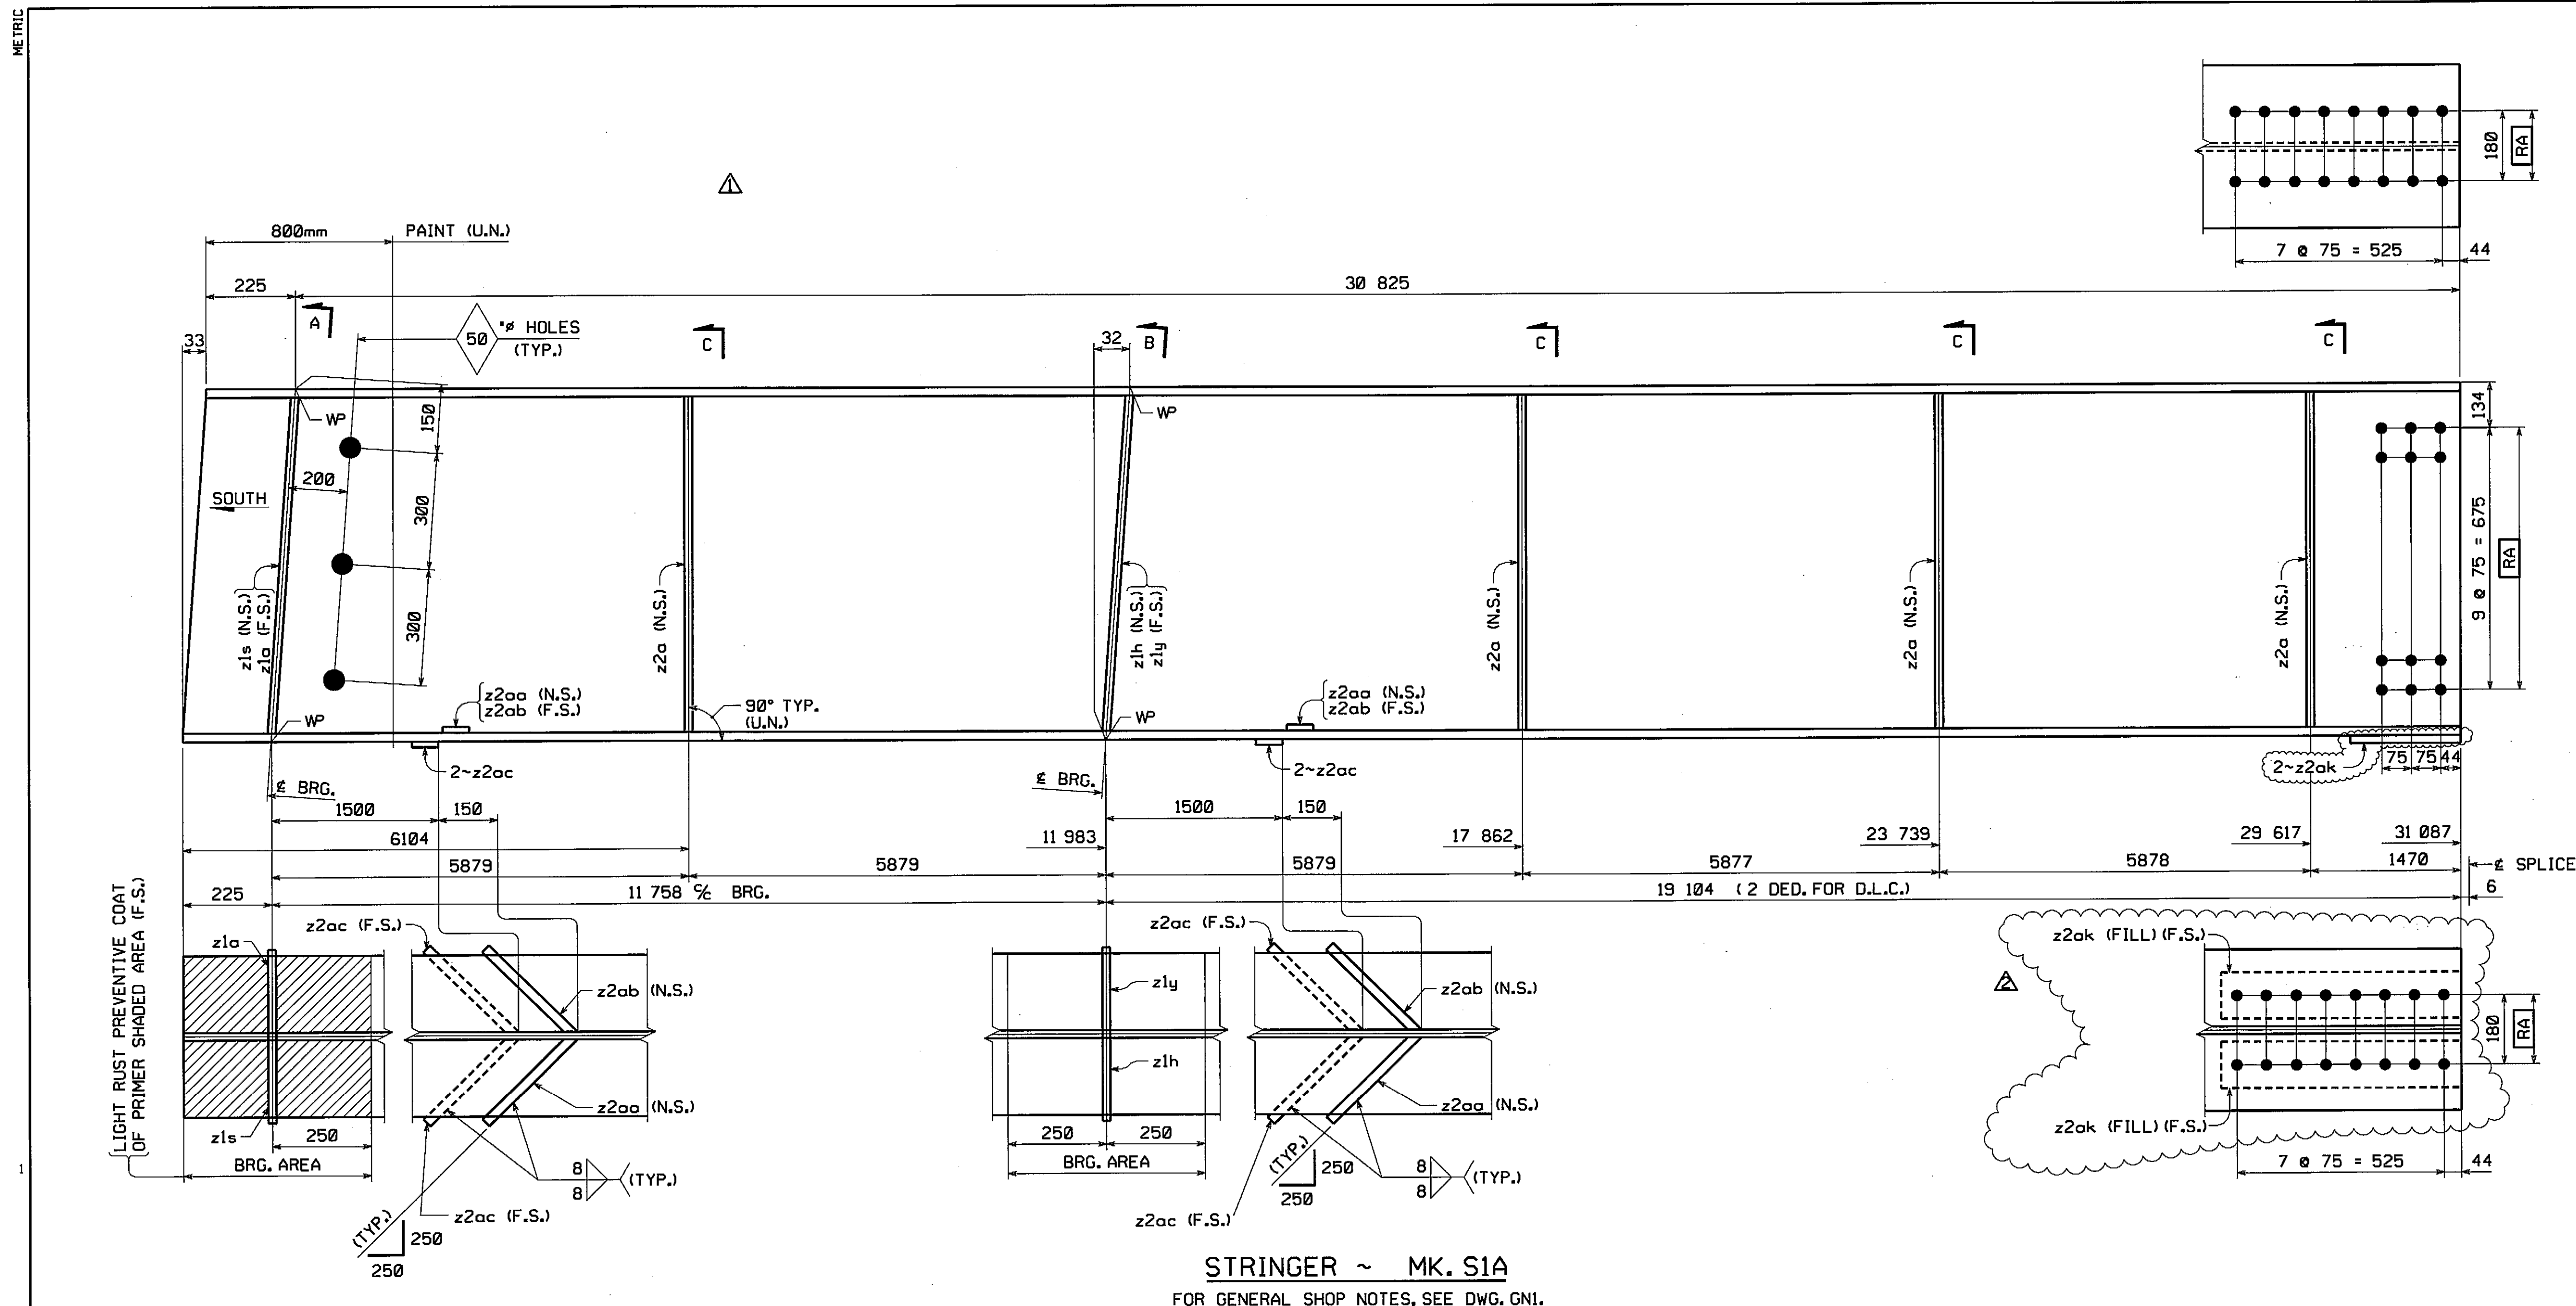 METRIC
1
180
RA
7 @ 75 = 525
44
800mm
PAINT (U.N.)
225
30 825
A
50
"ø HOLES
(TYP.)
C
32
B
C
C
C
33
WP
150
WP
134
200
SOUTH
300
300
z1s (N.S.)
z1a (F.S.)
z2a (N.S.)
z1h (N.S.)
z1y (F.S.)
z2a (N.S.)
z2a (N.S.)
z2a (N.S.)
9 @ 75 = 675
RA
z2aa (N.S.)
z2ab (F.S.)
90° TYP.
(U.N.)
z2aa (N.S.)
z2ab (F.S.)
WP
WP
2~z2ac
2~z2ac
2~z2ak
75
75
44
℄ BRG.
℄ BRG.
1500
150
1500
150
6104
11 983
17 862
23 739
29 617
31 087
5879
5879
5879
5877
5878
1470
℄ SPLICE
225
11 758 C/C BRG.
19 104 (2 DED. FOR D.L.C.)
6
LIGHT RUST PREVENTIVE COAT
OF PRIMER SHADED AREA (F.S.)
z1a
z2ac (F.S.)
z2ab (N.S.)
z1y
z2ac (F.S.)
z2ab (N.S.)
z2ak (FILL) (F.S.)
2
180
RA
z1h
z1s
z2aa (N.S.)
z2aa (N.S.)
z2ak (FILL) (F.S.)
250
BRG. AREA
250
250
BRG. AREA
7 @ 75 = 525
44
8
8
(TYP.)
8
8
(TYP.)
z2ac (F.S.)
(TYP.)
250
250
z2ac (F.S.)
(TYP.)
250
250
1
STRINGER ~ MK. S1A
FOR GENERAL SHOP NOTES, SEE DWG. GN1.